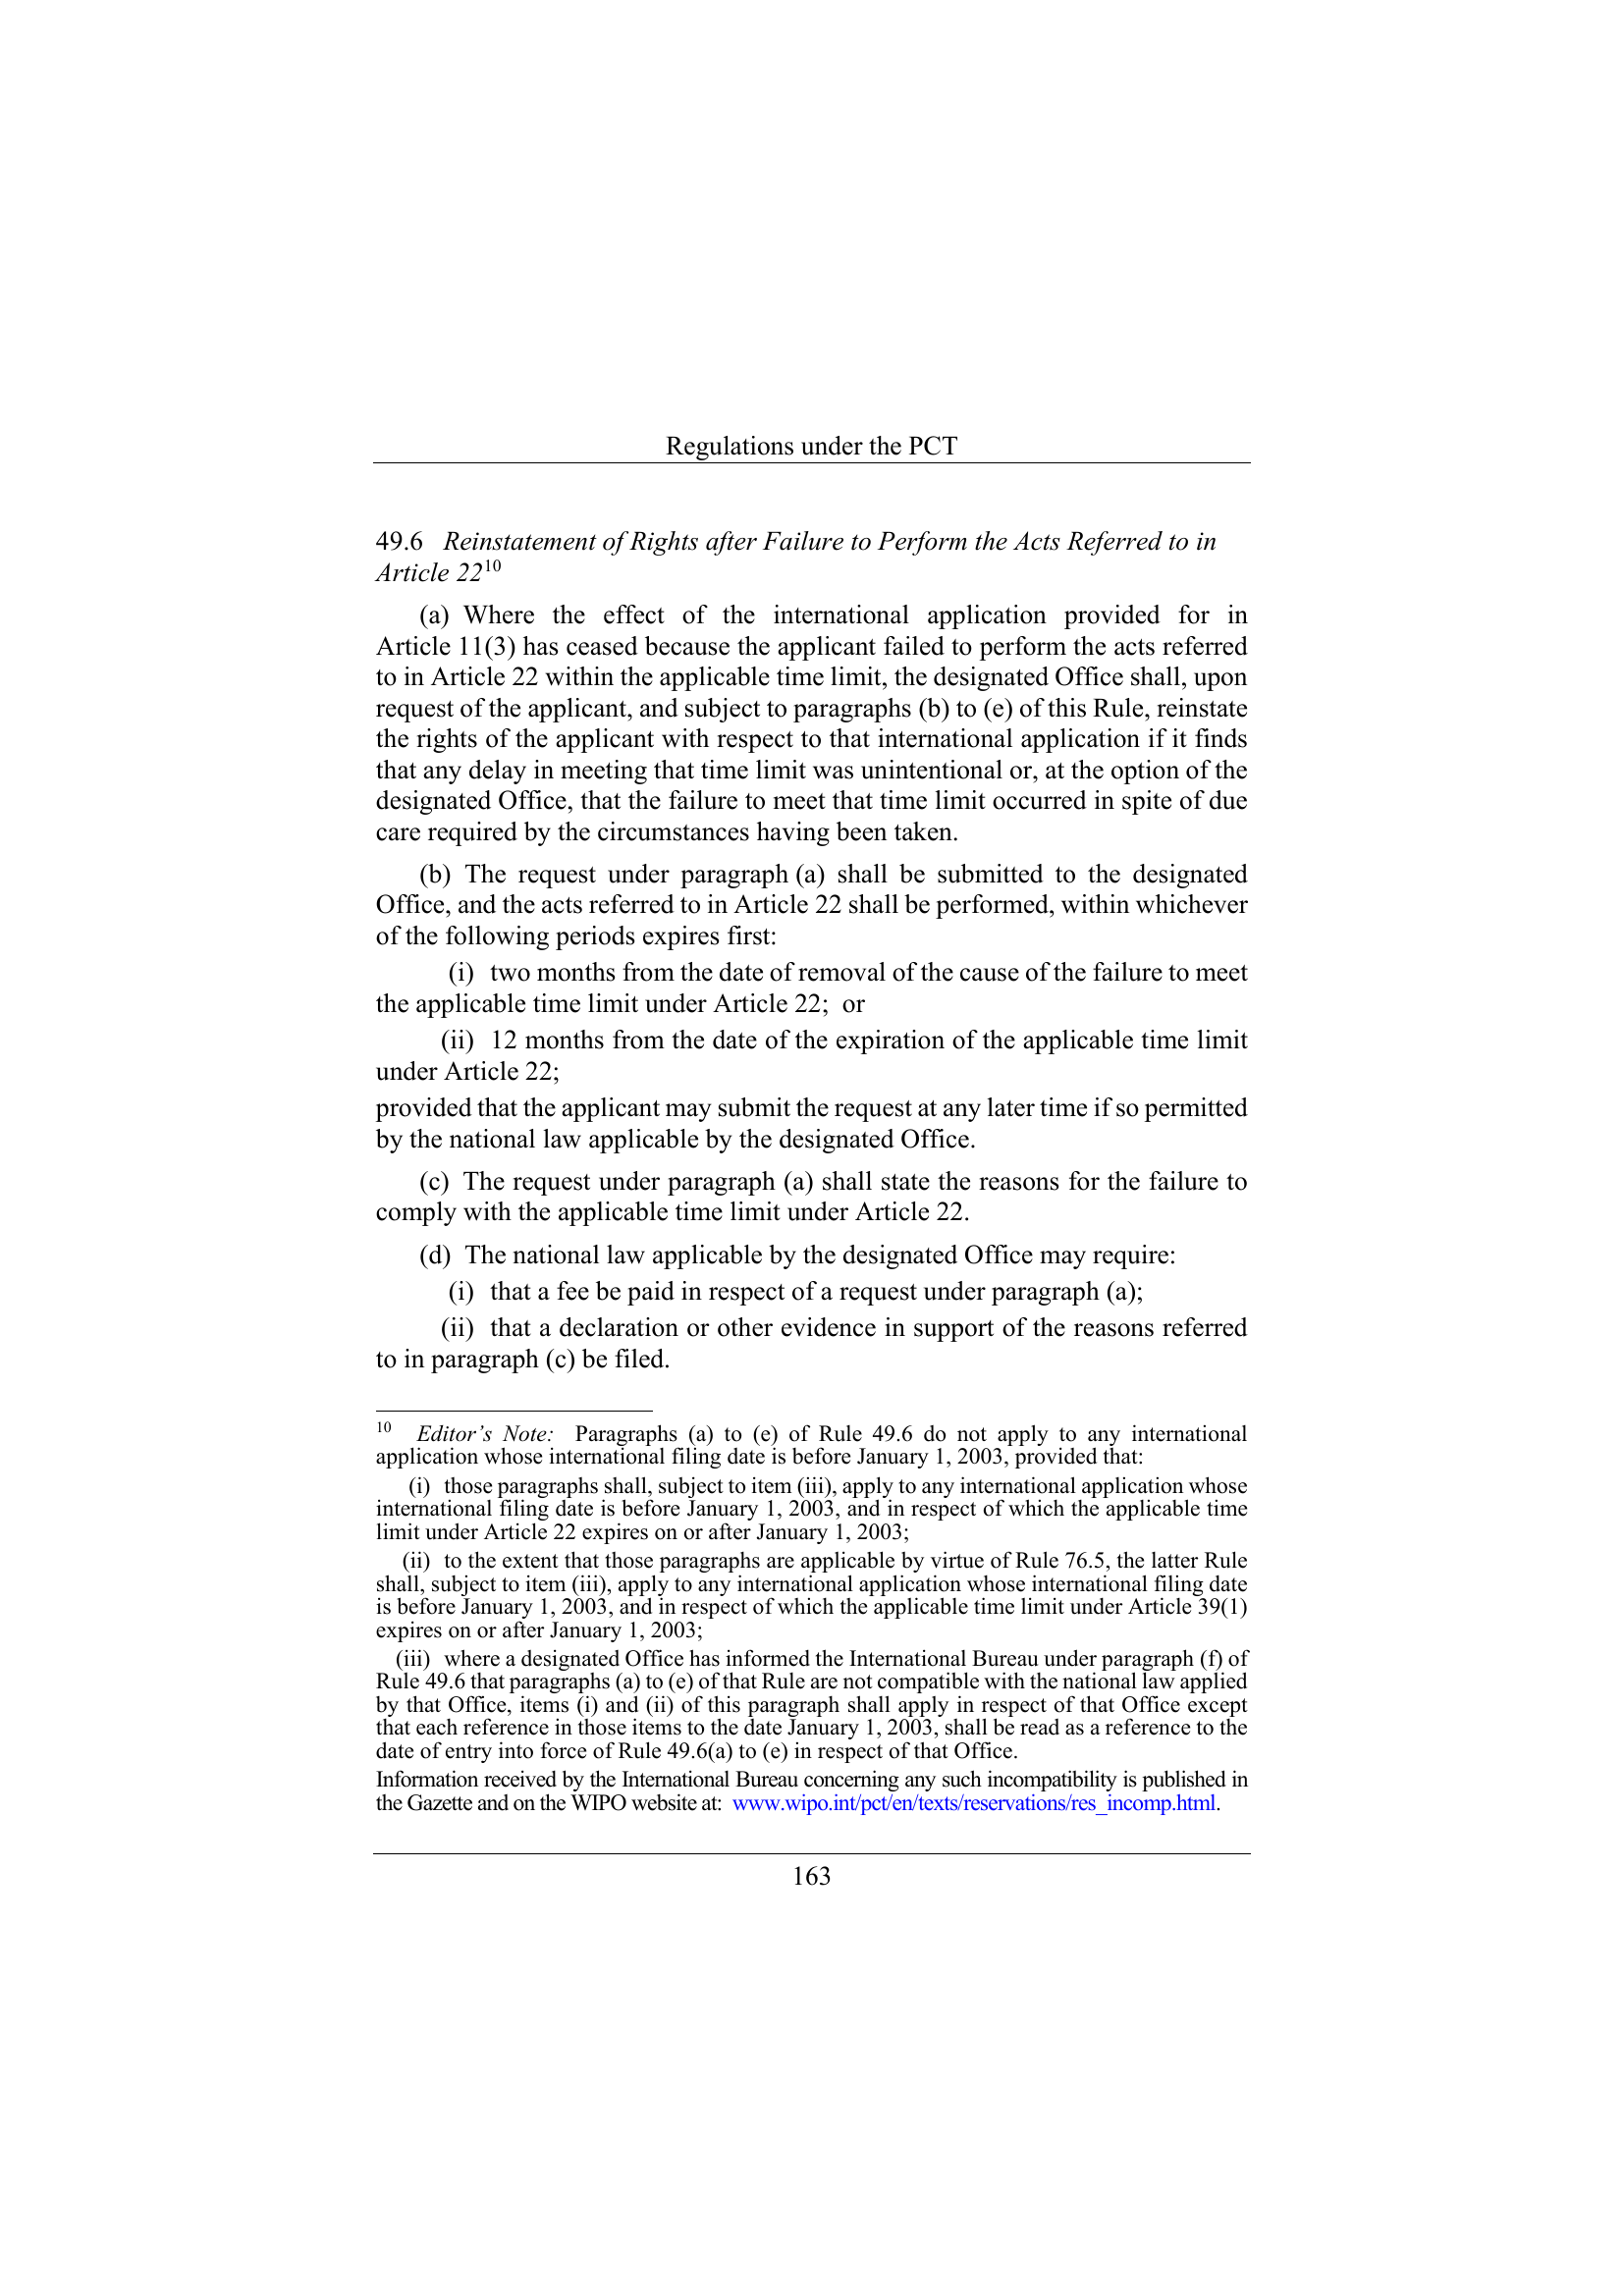 Regulations under the PCT
49.6 Reinstatement of Rights after Failure to Perform the Acts Referred to in
Article 22¹⁰
(a) Where the effect of the international application provided for in
Article 11(3) has ceased because the applicant failed to perform the acts referred
to in Article 22 within the applicable time limit, the designated Office shall, upon
request of the applicant, and subject to paragraphs (b) to (e) of this Rule, reinstate
the rights of the applicant with respect to that international application if it finds
that any delay in meeting that time limit was unintentional or, at the option of the
designated Office, that the failure to meet that time limit occurred in spite of due
care required by the circumstances having been taken.
(b) The request under paragraph (a) shall be submitted to the designated
Office, and the acts referred to in Article 22 shall be performed, within whichever
of the following periods expires first:
(i) two months from the date of removal of the cause of the failure to meet
the applicable time limit under Article 22; or
(ii) 12 months from the date of the expiration of the applicable time limit
under Article 22;
provided that the applicant may submit the request at any later time if so permitted
by the national law applicable by the designated Office.
(c) The request under paragraph (a) shall state the reasons for the failure to
comply with the applicable time limit under Article 22.
(d) The national law applicable by the designated Office may require:
(i) that a fee be paid in respect of a request under paragraph (a);
(ii) that a declaration or other evidence in support of the reasons referred
to in paragraph (c) be filed.
¹⁰ Editor's Note: Paragraphs (a) to (e) of Rule 49.6 do not apply to any international
application whose international filing date is before January 1, 2003, provided that:
(i) those paragraphs shall, subject to item (iii), apply to any international application whose
international filing date is before January 1, 2003, and in respect of which the applicable time
limit under Article 22 expires on or after January 1, 2003;
(ii) to the extent that those paragraphs are applicable by virtue of Rule 76.5, the latter Rule
shall, subject to item (iii), apply to any international application whose international filing date
is before January 1, 2003, and in respect of which the applicable time limit under Article 39(1)
expires on or after January 1, 2003;
(iii) where a designated Office has informed the International Bureau under paragraph (f) of
Rule 49.6 that paragraphs (a) to (e) of that Rule are not compatible with the national law applied
by that Office, items (i) and (ii) of this paragraph shall apply in respect of that Office except
that each reference in those items to the date January 1, 2003, shall be read as a reference to the
date of entry into force of Rule 49.6(a) to (e) in respect of that Office.
Information received by the International Bureau concerning any such incompatibility is published in
the Gazette and on the WIPO website at: www.wipo.int/pct/en/texts/reservations/res_incomp.html.
163